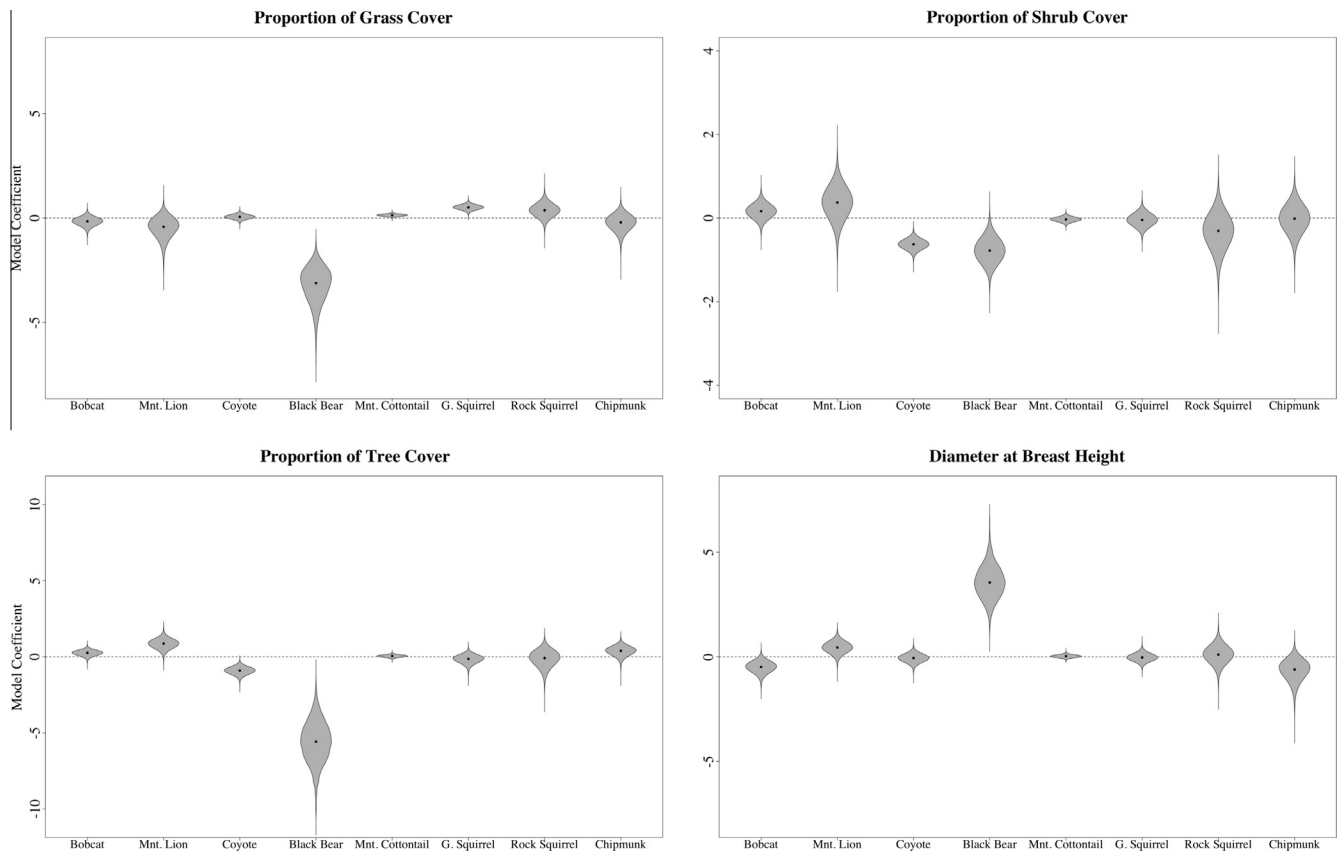 Proportion of Grass Cover
Model Coefficient
5
0
-5
Bobcat Mnt. Lion Coyote Black Bear Mnt. Cottontail G. Squirrel Rock Squirrel Chipmunk
Proportion of Shrub Cover
4
2
0
-2
-4
Bobcat Mnt. Lion Coyote Black Bear Mnt. Cottontail G. Squirrel Rock Squirrel Chipmunk
Proportion of Tree Cover
Model Coefficient
10
5
0
-5
-10
Bobcat Mnt. Lion Coyote Black Bear Mnt. Cottontail G. Squirrel Rock Squirrel Chipmunk
Diameter at Breast Height
5
0
-5
Bobcat Mnt. Lion Coyote Black Bear Mnt. Cottontail G. Squirrel Rock Squirrel Chipmunk